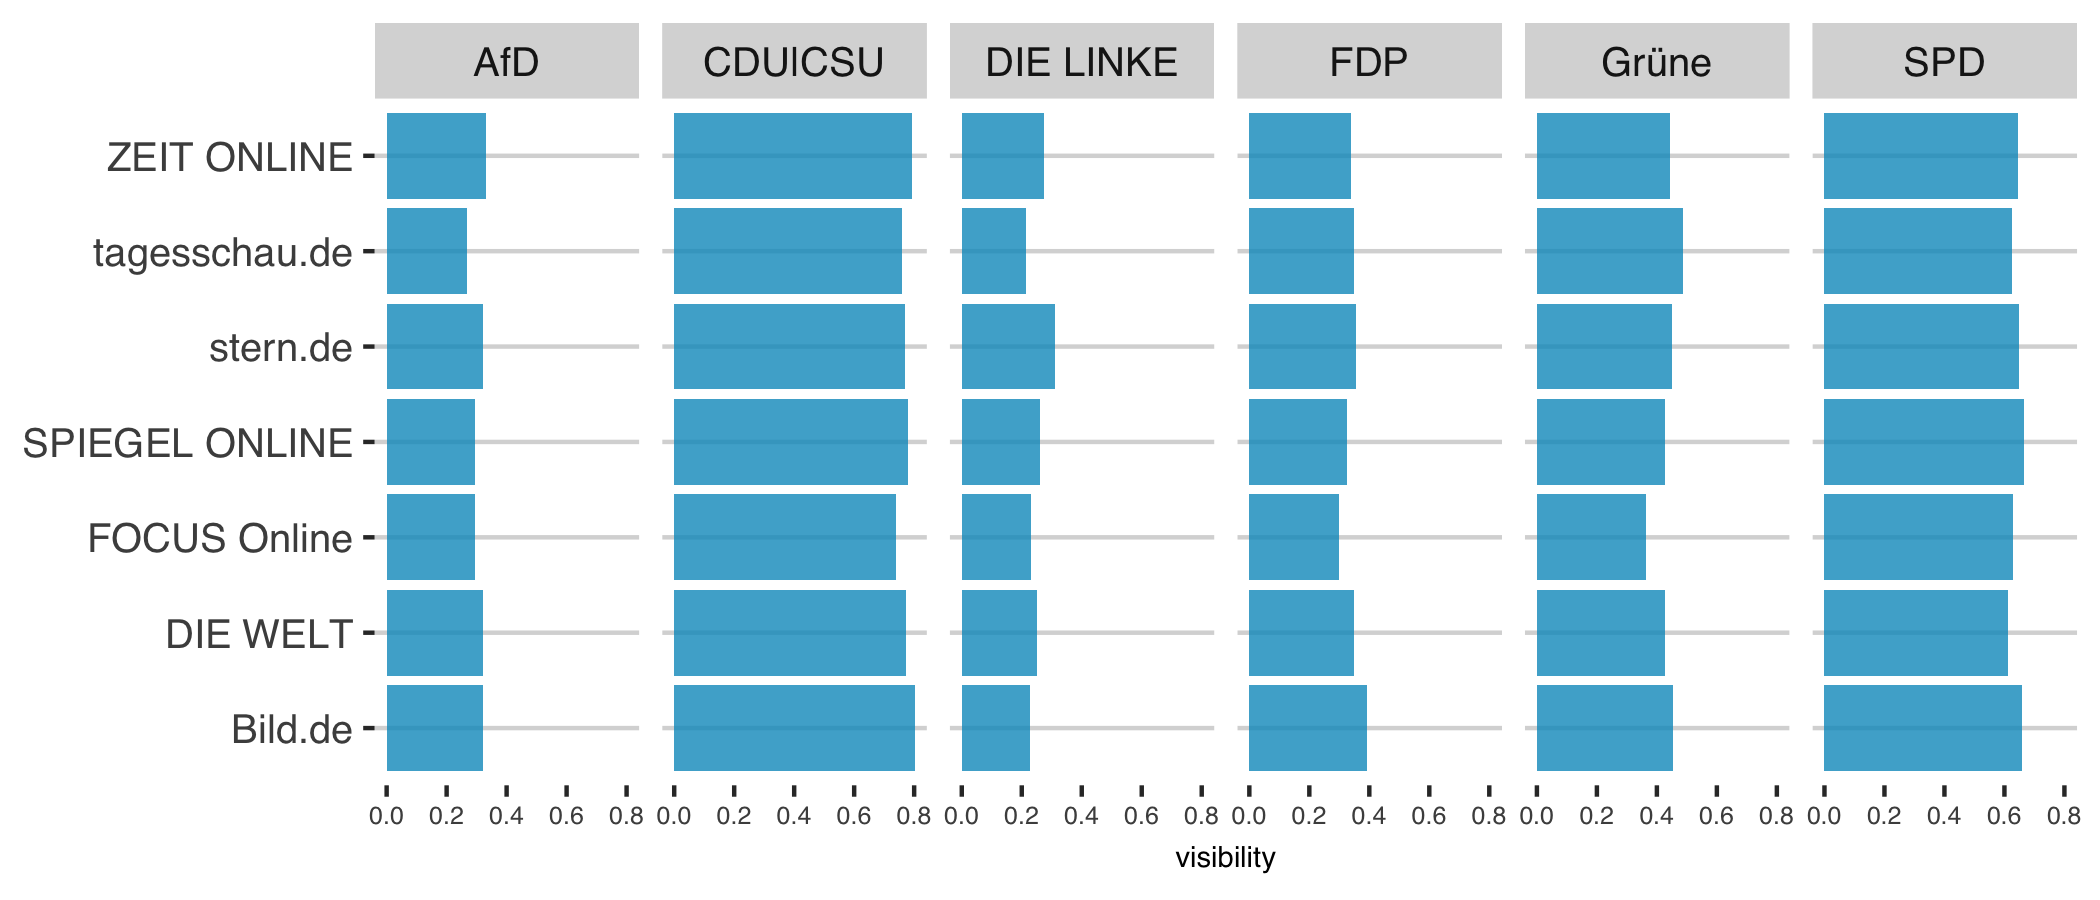 AfD CDU|CSU DIE LINKE FDP Grüne SPD
ZEIT ONLINE
tagesschau.de
stern.de
SPIEGEL ONLINE
FOCUS Online
DIE WELT
Bild.de
0.0 0.2 0.4 0.6 0.8 0.0 0.2 0.4 0.6 0.8 0.0 0.2 0.4 0.6 0.8 0.0 0.2 0.4 0.6 0.8 0.0 0.2 0.4 0.6 0.8 0.0 0.2 0.4 0.6 0.8
visibility